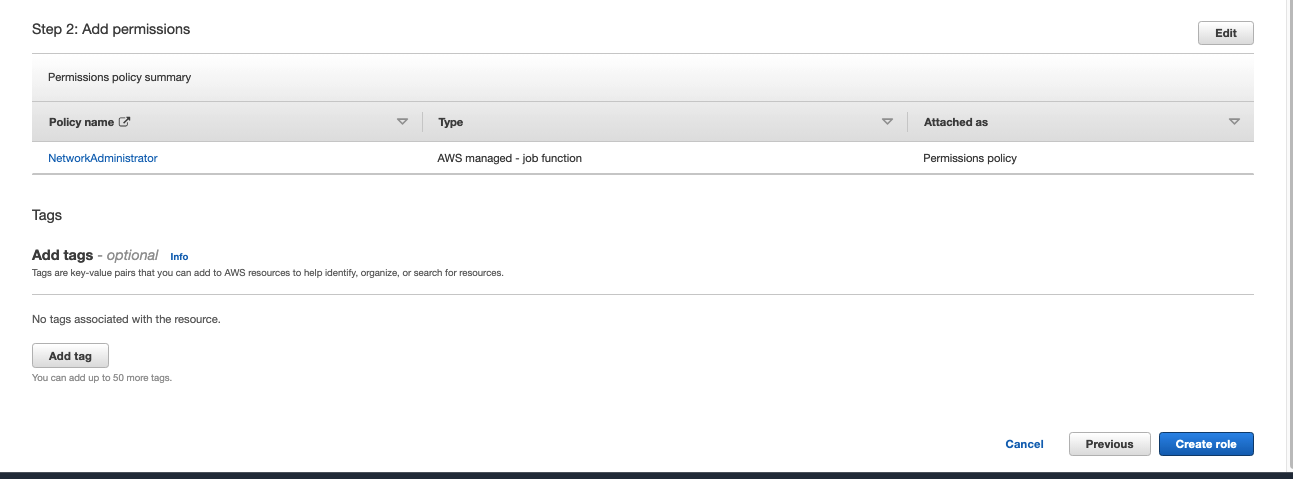 Step 2: Add permissions
Edit
Permissions policy summary
Policy name
Type
Attached as
NetworkAdministrator
AWS managed - job function
Permissions policy
Tags
Add tags - optional Info
Tags are key-value pairs that you can add to AWS resources to help identify, organize, or search for resources.
No tags associated with the resource.
Add tag
You can add up to 50 more tags.
Cancel
Previous
Create role